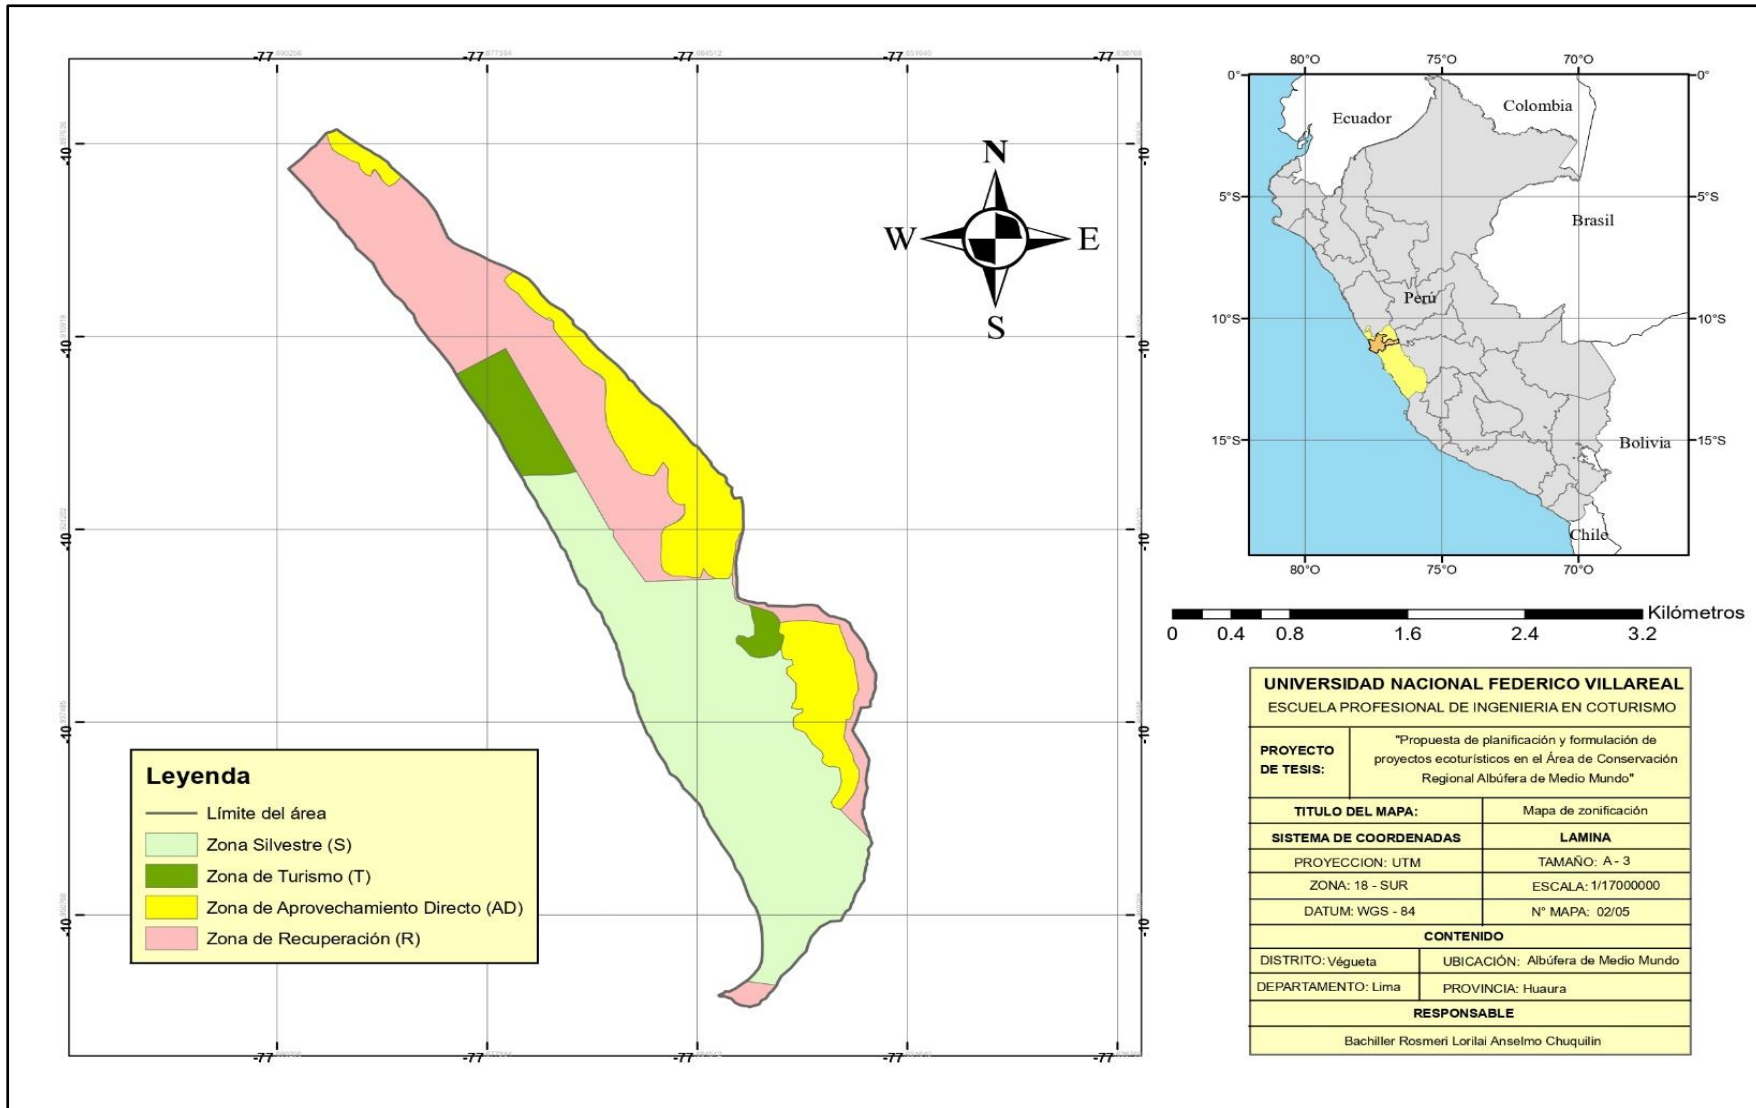 -77.690256 -77.677384 -77.664512 -77.651640 -77.638768
-10
-10
-10
-10
-10
N
W E
S
-10
-10
-10
-10
-10
-77 -77 -77 -77 -77
Leyenda
Límite del área
Zona Silvestre (S)
Zona de Turismo (T)
Zona de Aprovechamiento Directo (AD)
Zona de Recuperación (R)
80°O 75°O 70°O
0° 0°
Colombia
Ecuador
5°S 5°S
Brasil
Perú
10°S 10°S
15°S Bolivia 15°S
Chile
80°O 75°O 70°O
Kilómetros
0 0.4 0.8 1.6 2.4 3.2
UNIVERSIDAD NACIONAL FEDERICO VILLAREAL
ESCUELA PROFESIONAL DE INGENIERIA EN COTURISMO
PROYECTO
DE TESIS:
"Propuesta de planificación y formulación de
proyectos ecoturísticos en el Área de Conservación
Regional Albúfera de Medio Mundo"
TITULO DEL MAPA: Mapa de zonificación
SISTEMA DE COORDENADAS LAMINA
PROYECCION: UTM TAMAÑO: A - 3
ZONA: 18 - SUR ESCALA: 1/17000000
DATUM: WGS - 84 N° MAPA: 02/05
CONTENIDO
DISTRITO: Végueta UBICACIÓN: Albúfera de Medio Mundo
DEPARTAMENTO: Lima PROVINCIA: Huaura
RESPONSABLE
Bachiller Rosmeri Lorilai Anselmo Chuquilin